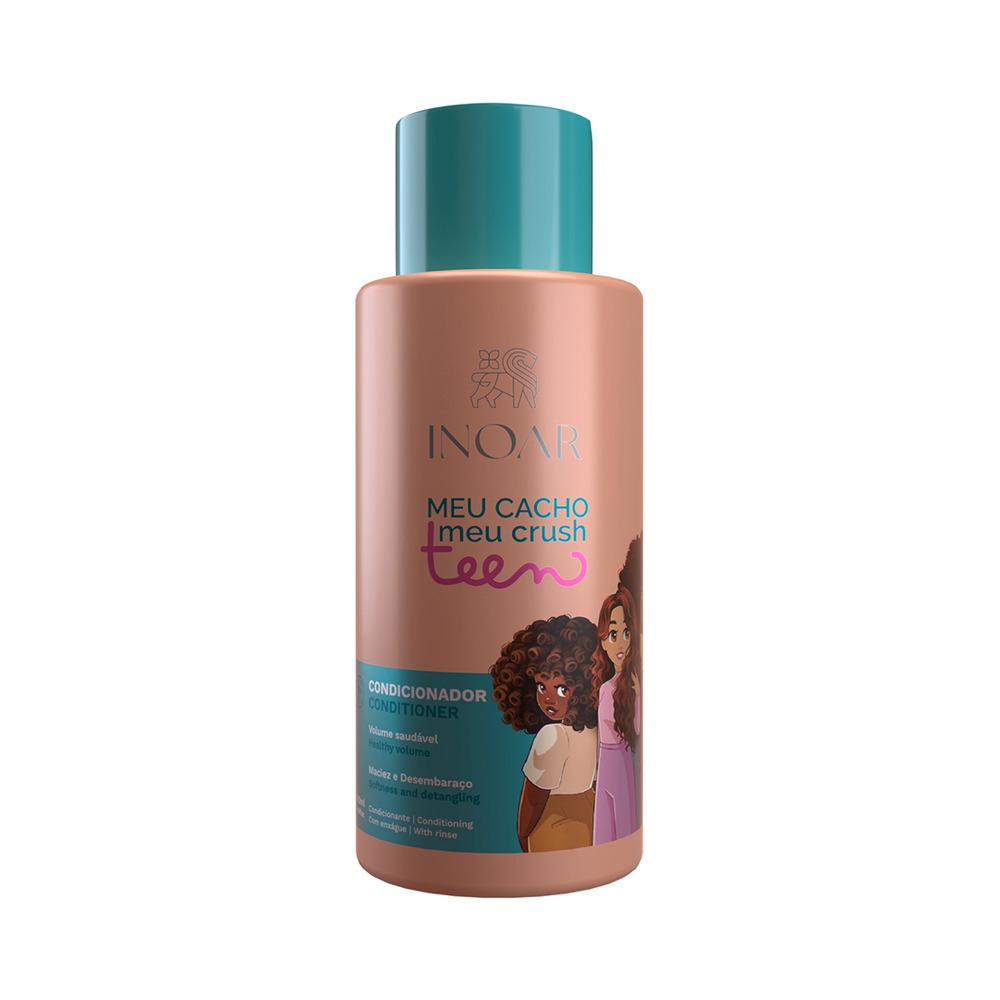 INOAR
MEU CACHO
meu crush
teen
CONDICIONADOR
CONDITIONER
Volume saudável
Healthy volume
Maciez e Desembaraço
Softness and detangling
Condicionante | Conditioning
Com enxágue | With rinse